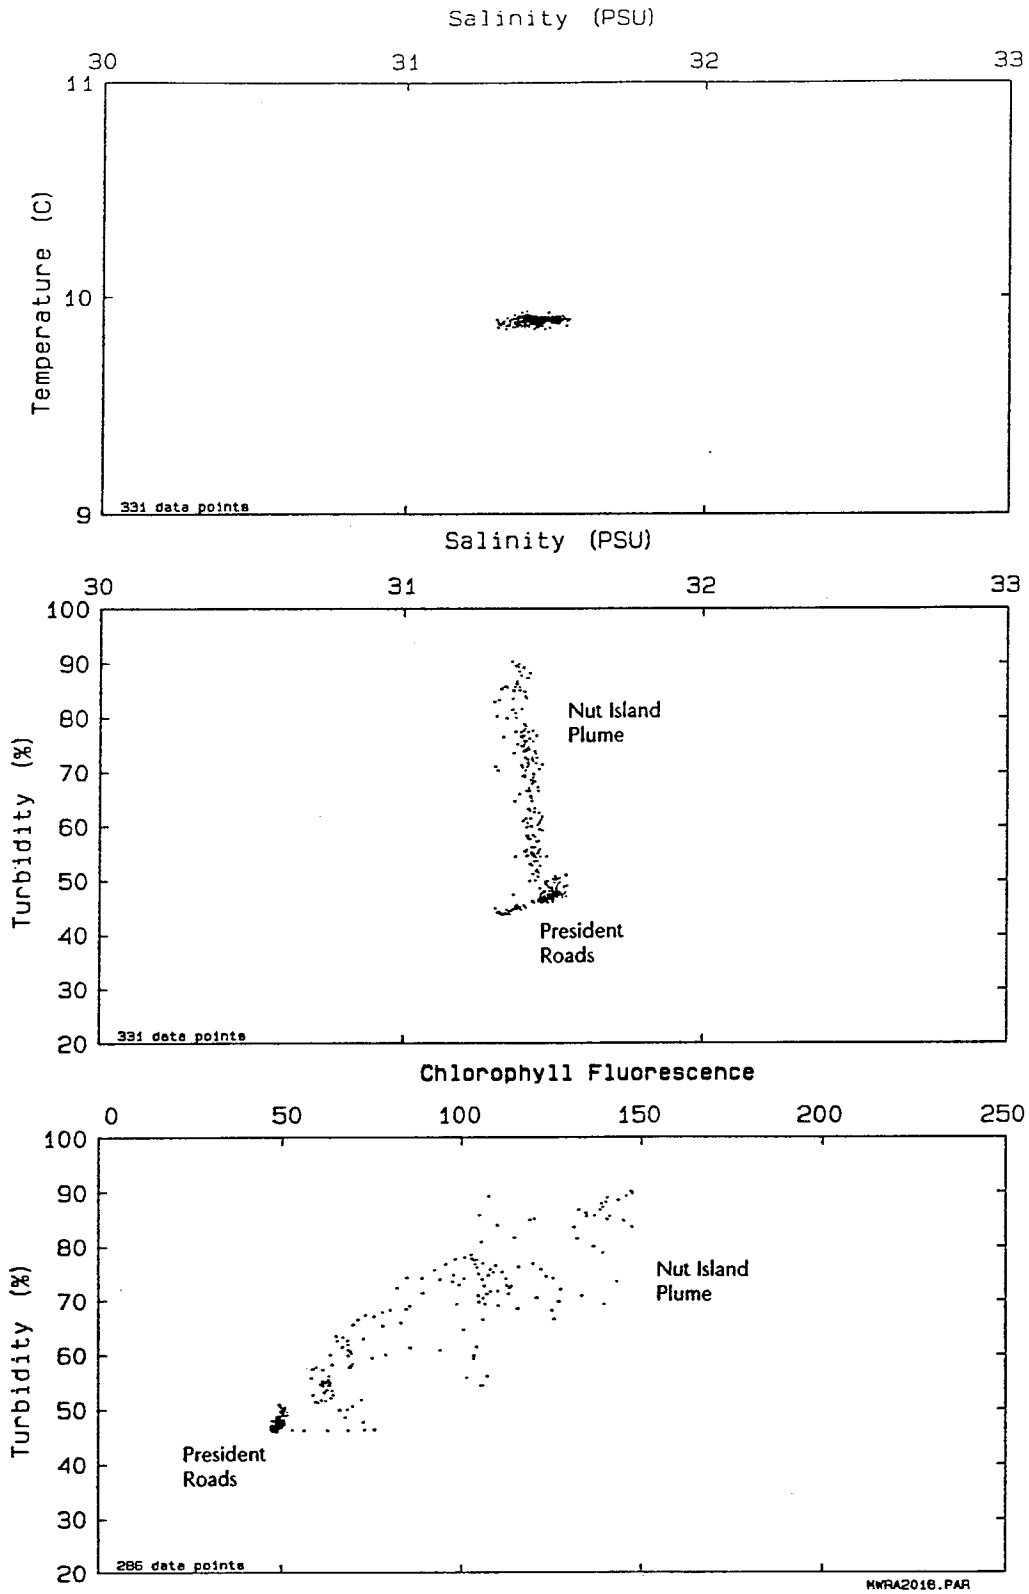 Salinity (PSU)
30 31 32 33
11
10
9
Temperature (C)
331 data points
Salinity (PSU)
30 31 32 33
100
90
80
70
60
50
40
30
20
Turbidity (%)
Nut Island
Plume
President
Roads
331 data points
Chlorophyll Fluorescence
0 50 100 150 200 250
100
90
80
70
60
50
40
30
20
Turbidity (%)
Nut Island
Plume
President
Roads
286 data points
MWRA2016.PAR